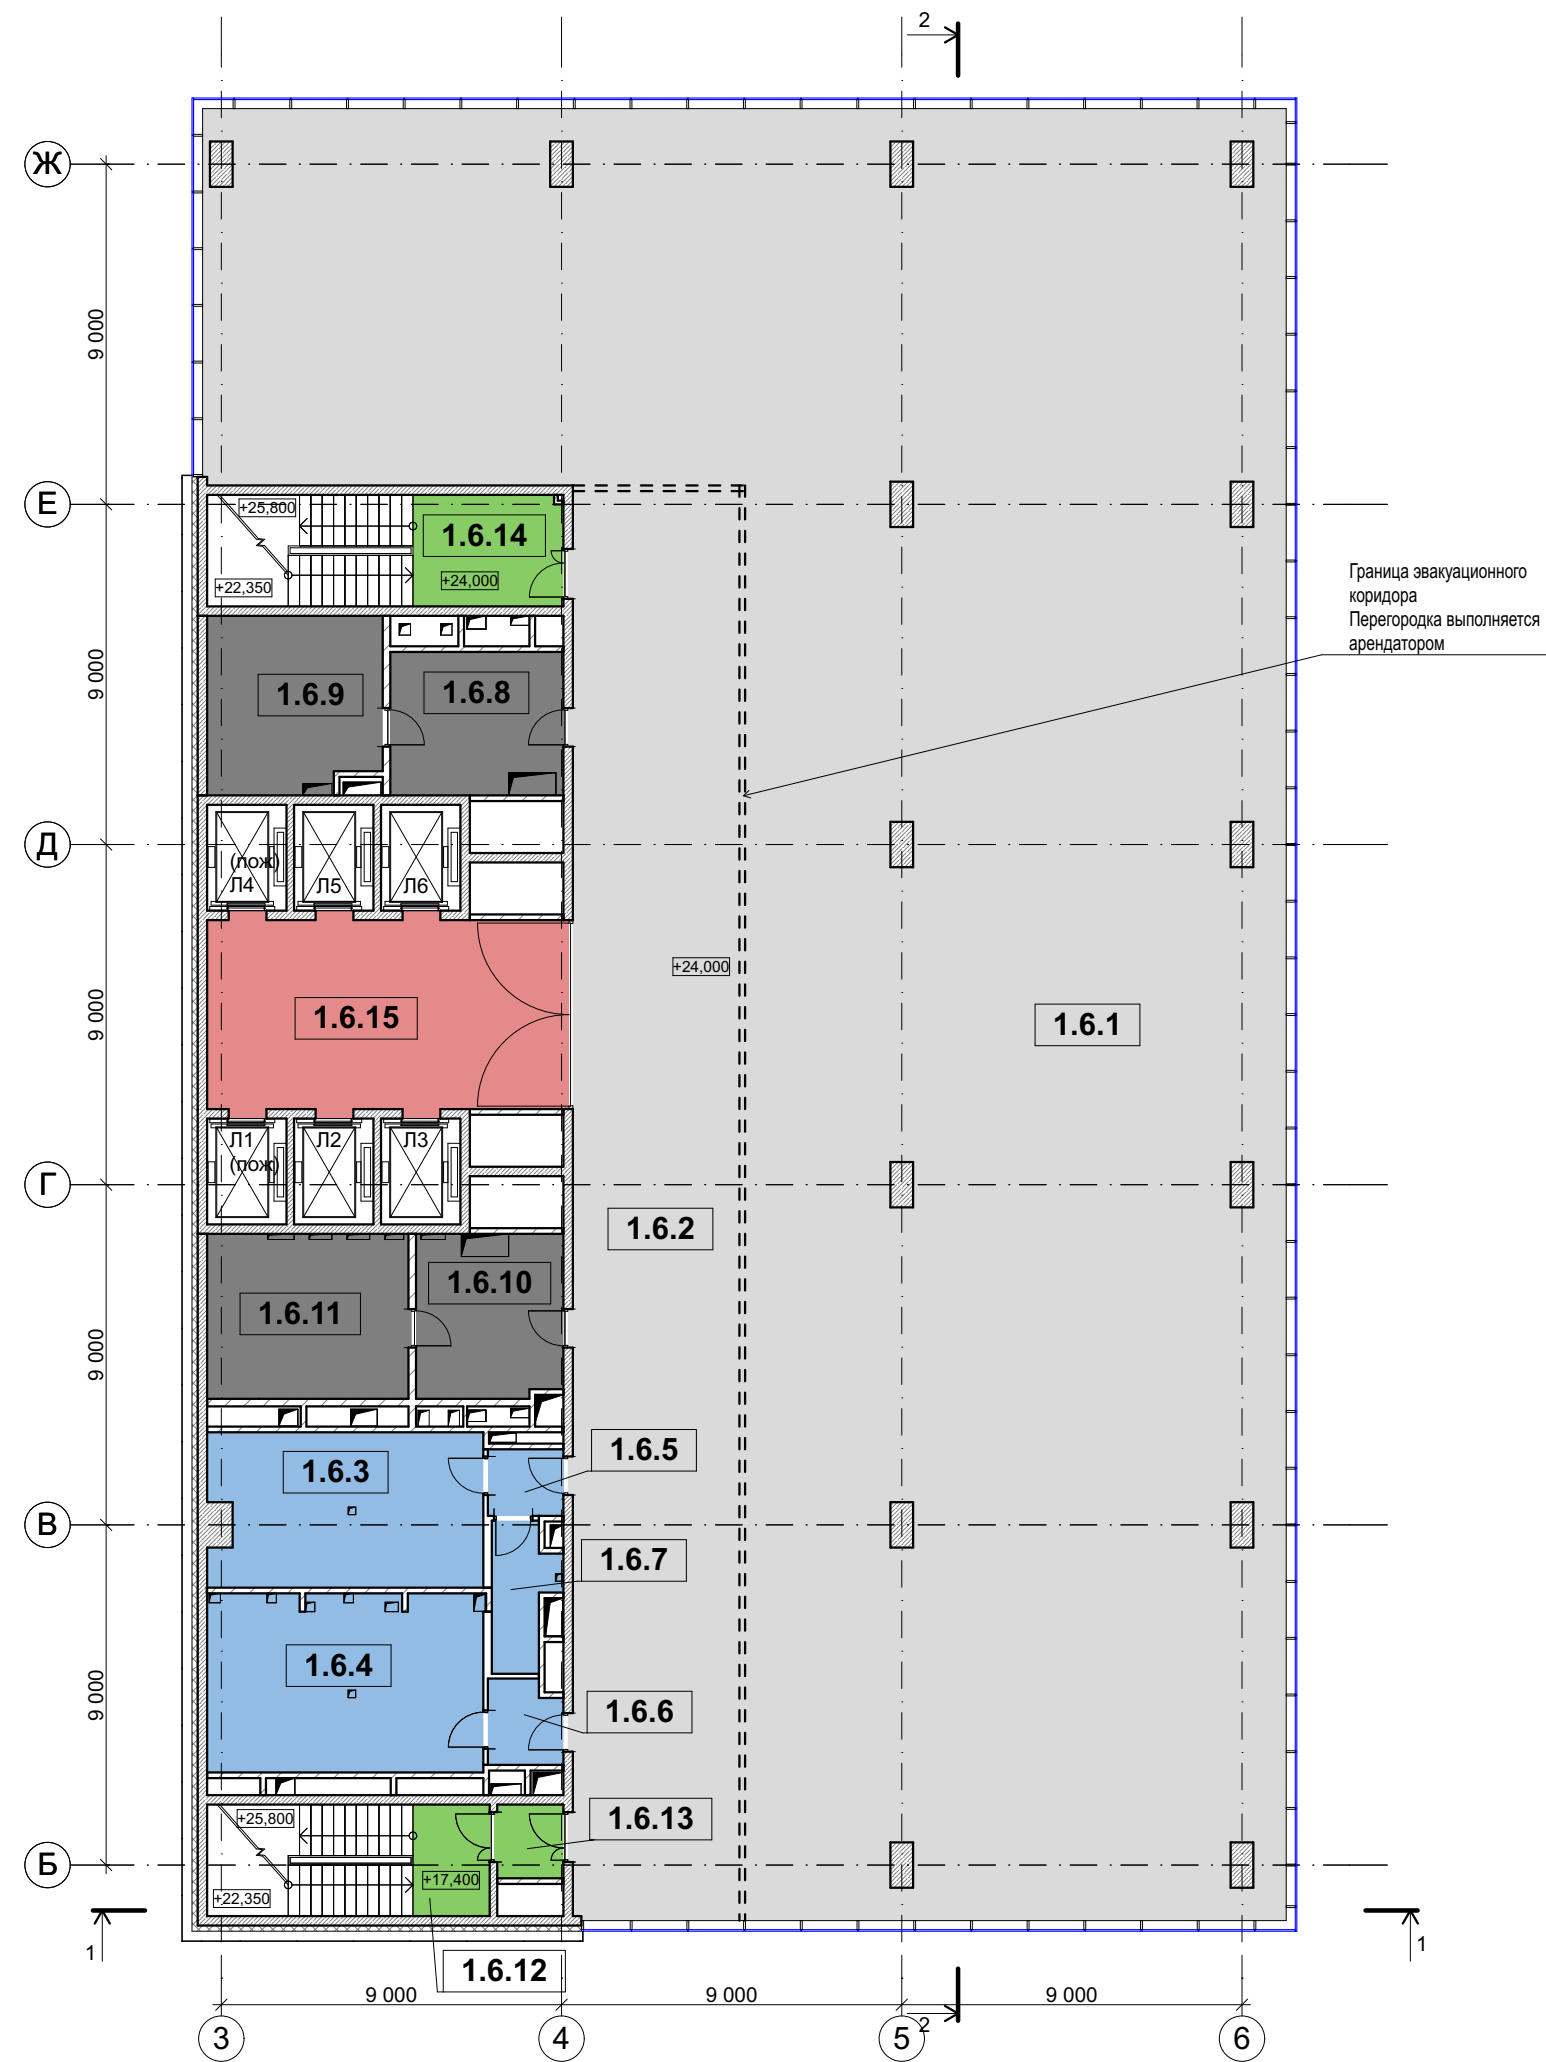 2
Ж
9 000
Е
+25,800
1.6.14
+22,350
+24,000
Граница эвакуационного
коридора
Перегородка выполняется
арендатором
9 000
1.6.9
1.6.8
Д
(пож)
Л4
Л5
Л6
+24,000
9 000
1.6.15
1.6.1
Л1
(пож)
Л2
Л3
Г
1.6.2
1.6.10
1.6.11
9 000
1.6.5
1.6.3
В
1.6.7
1.6.4
9 000
1.6.6
+25,800
1.6.13
Б
+17,400
+22,350
1
1
1.6.12
9 000
9 000
9 000
2
3
4
5
6